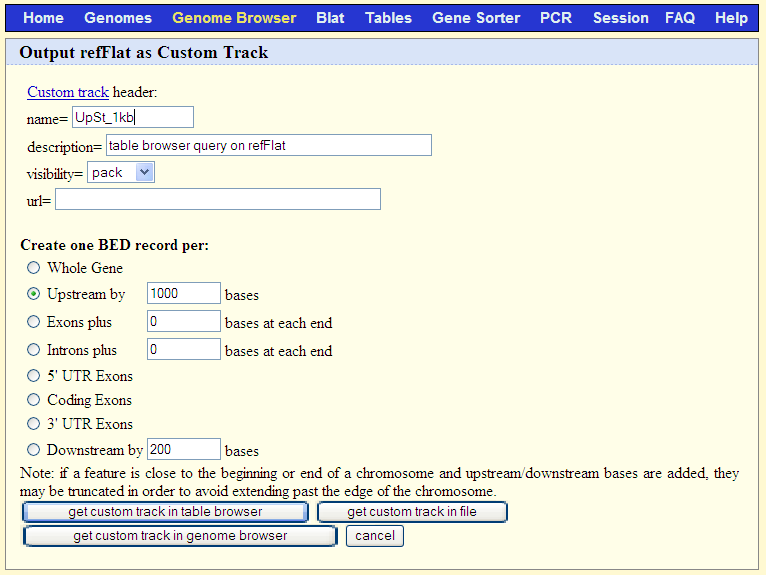 Home Genomes Genome Browser Blat Tables Gene Sorter PCR Session FAQ Help
Output refFlat as Custom Track
Custom track header:
name= UpSt_1kb
description= table browser query on refFlat
visibility= pack
url=
Create one BED record per:
Whole Gene
Upstream by 1000 bases
Exons plus 0 bases at each end
Introns plus 0 bases at each end
5' UTR Exons
Coding Exons
3' UTR Exons
Downstream by 200 bases
Note: if a feature is close to the beginning or end of a chromosome and upstream/downstream bases are added, they
may be truncated in order to avoid extending past the edge of the chromosome.
get custom track in table browser get custom track in file
get custom track in genome browser cancel